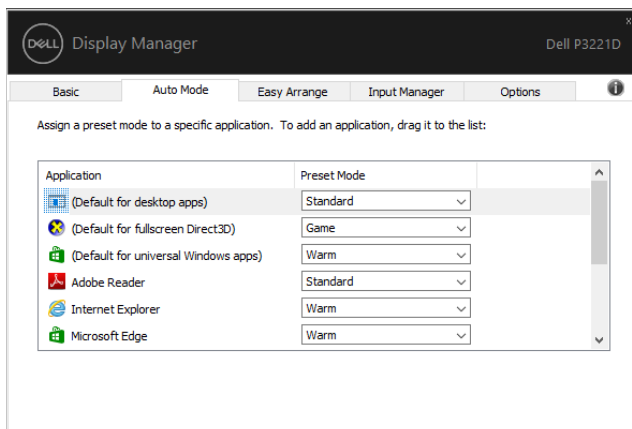 DELL Display Manager Dell P3221D
Basic Auto Mode Easy Arrange Input Manager Options
Assign a preset mode to a specific application. To add an application, drag it to the list:
Application Preset Mode
(Default for desktop apps) Standard
(Default for fullscreen Direct3D) Game
(Default for universal Windows apps) Warm
Adobe Reader Standard
Internet Explorer Warm
Microsoft Edge Warm